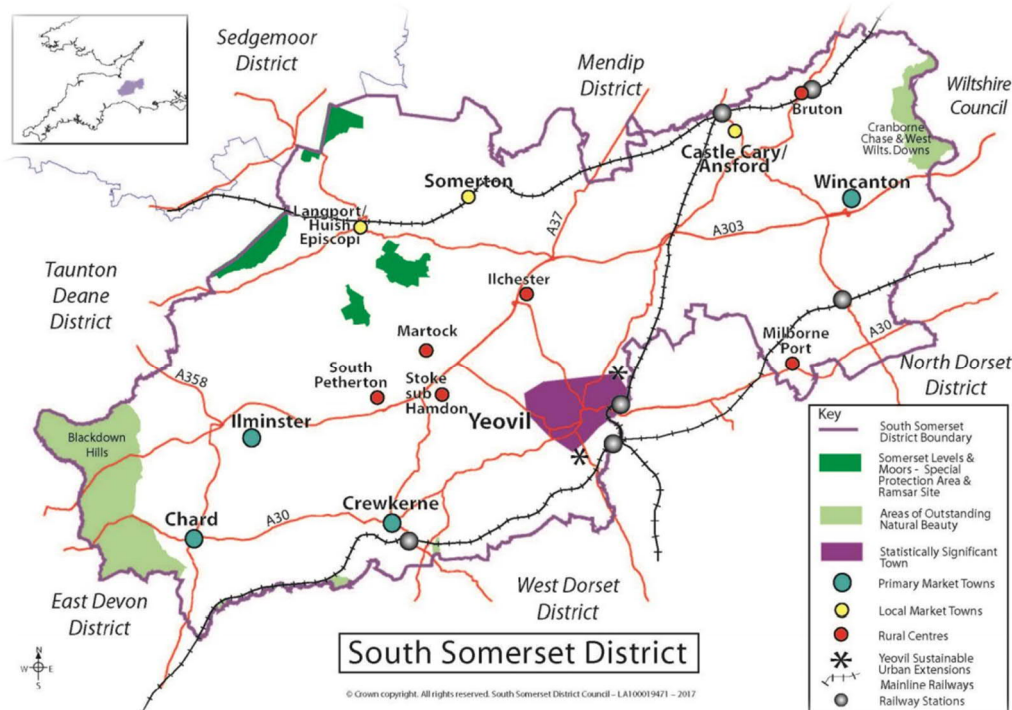 Sedgemoor
District
Mendip
District
Wiltshire
Council
Bruton
Cranborne
Chase & West
Wilts. Downs
Castle Cary/
Ansford
Somerton
Wincanton
Langport/
Huish
Episcopi
A37
A303
Taunton
Deane
District
Ilchester
Martock
Milborne
Port
A30
North Dorset
District
A358
South
Petherton
Stoke
sub
Hamdon
Yeovil
Ilminster
Blackdown
Hills
Crewkerne
Chard
A30
East Devon
District
West Dorset
District
Key
South Somerset
District Boundary
Somerset Levels &
Moors - Special
Protection Area &
Ramsar Site
Areas of Outstanding
Natural Beauty
Statistically Significant
Town
Primary Market Towns
Local Market Towns
Rural Centres
Yeovil Sustainable
Urban Extensions
Mainline Railways
Railway Stations
N
W E
S
South Somerset District
© Crown copyright. All rights reserved. South Somerset District Council – LA100019471 – 2017